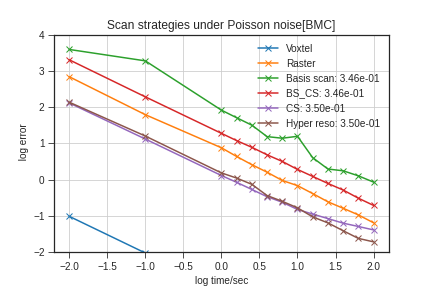 Scan strategies under Poisson noise[BMC]
4
3
2
1
0
−1
−2
log error
Voxtel
Raster
Basis scan: 3.46e-01
BS_CS: 3.46e-01
CS: 3.50e-01
Hyper reso: 3.50e-01
−2.0 −1.5 −1.0 −0.5 0.0 0.5 1.0 1.5 2.0
log time/sec